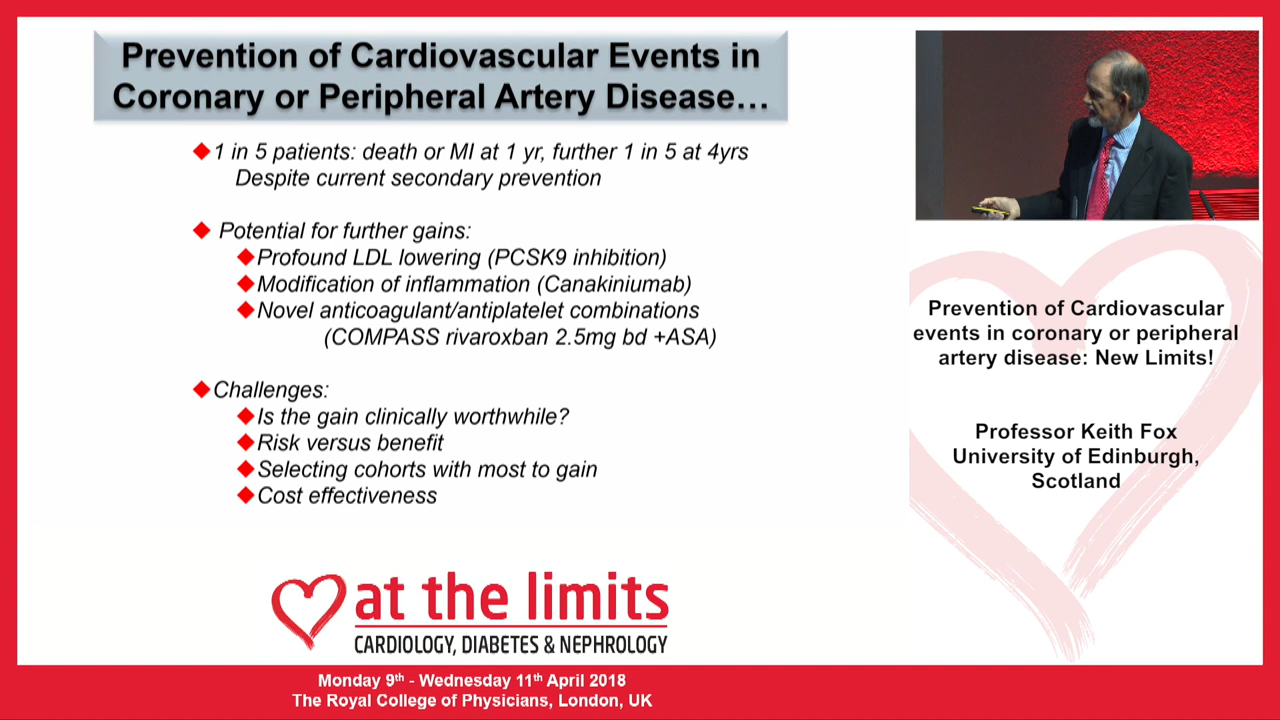 Prevention of Cardiovascular Events in
Coronary or Peripheral Artery Disease…
1 in 5 patients: death or MI at 1 yr, further 1 in 5 at 4yrs
Despite current secondary prevention
Potential for further gains:
Profound LDL lowering (PCSK9 inhibition)
Modification of inflammation (Canakiniumab)
Novel anticoagulant/antiplatelet combinations
(COMPASS rivaroxban 2.5mg bd +ASA)
Challenges:
Is the gain clinically worthwhile?
Risk versus benefit
Selecting cohorts with most to gain
Cost effectiveness
Prevention of Cardiovascular
events in coronary or peripheral
artery disease: New Limits!
Professor Keith Fox
University of Edinburgh,
Scotland
at the limits
CARDIOLOGY, DIABETES & NEPHROLOGY
Monday 9th - Wednesday 11th April 2018
The Royal College of Physicians, London, UK